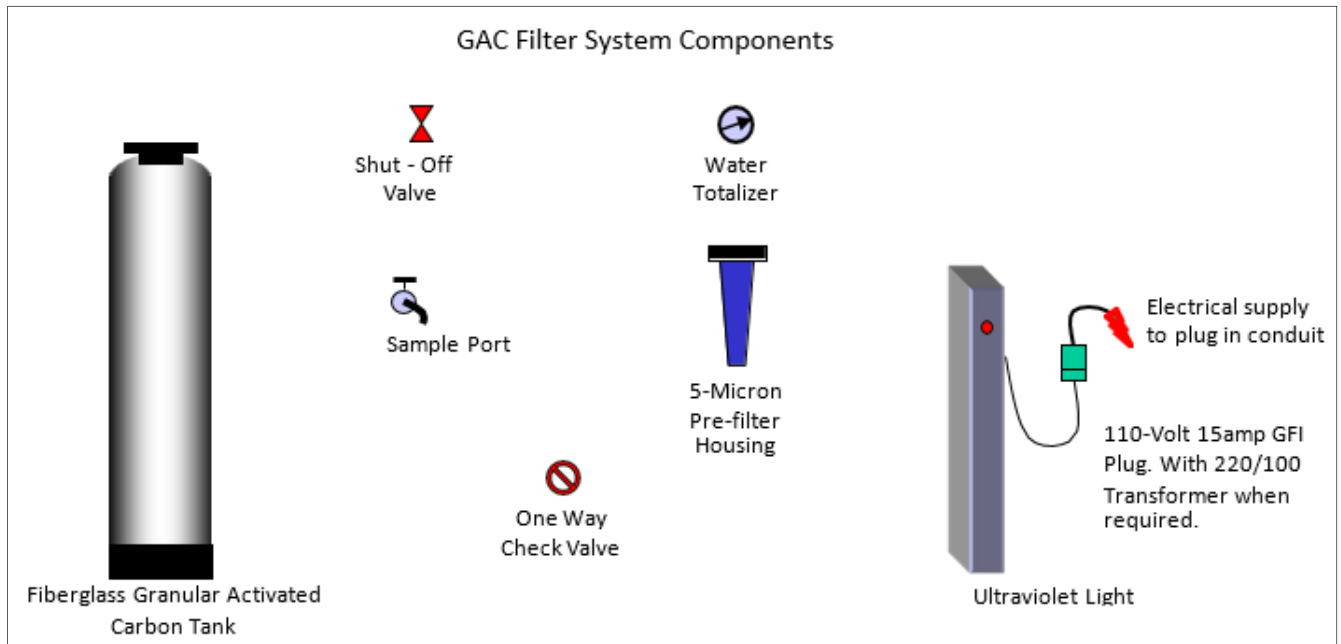 GAC Filter System Components
Shut - Off
Valve
Water
Totalizer
Sample Port
5-Micron
Pre-filter
Housing
One Way
Check Valve
Fiberglass Granular Activated
Carbon Tank
Electrical supply
to plug in conduit
110-Volt 15amp GFI
Plug. With 220/100
Transformer when
required.
Ultraviolet Light